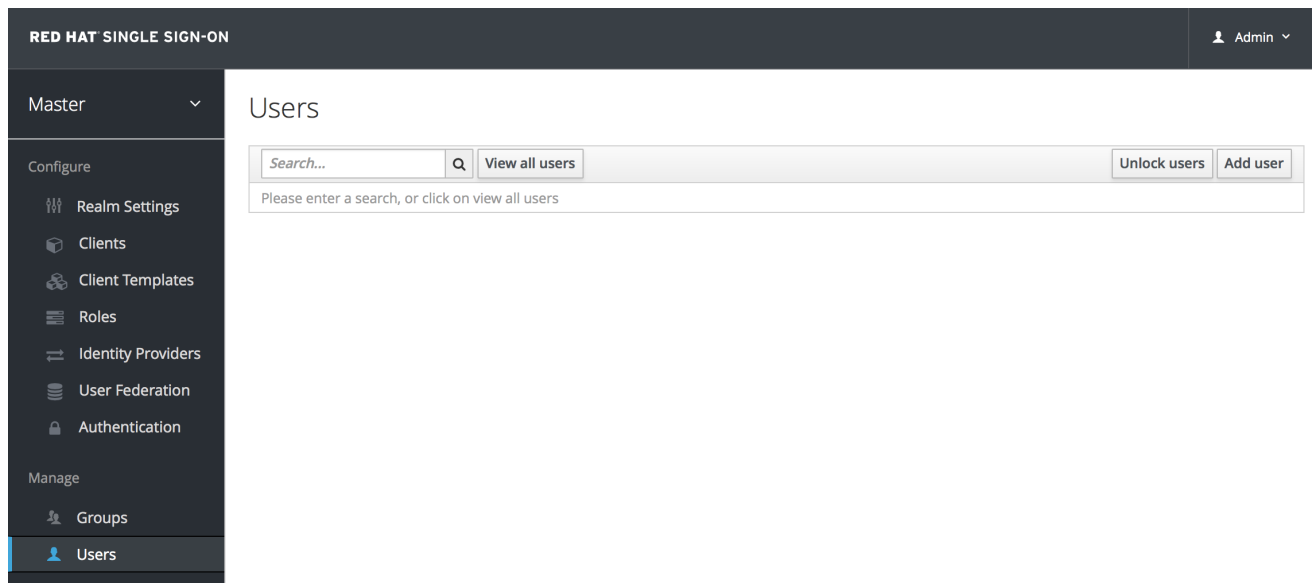 RED HAT SINGLE SIGN-ON
Admin
Master
Users
Search...
View all users
Unlock users
Add user
Please enter a search, or click on view all users
Configure
Realm Settings
Clients
Client Templates
Roles
Identity Providers
User Federation
Authentication
Manage
Groups
Users